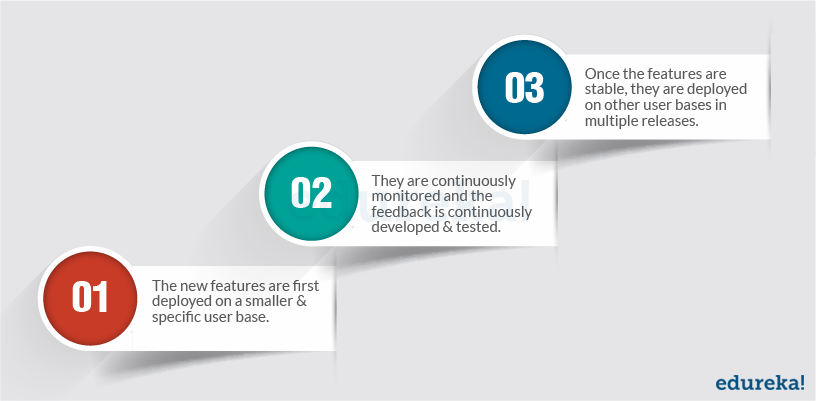 01
The new features are first
deployed on a smaller &
specific user base.
02
They are continuously
monitored and the
feedback is continuously
developed & tested.
03
Once the features are
stable, they are deployed
on other user bases in
multiple releases.
edureka!
edureka!